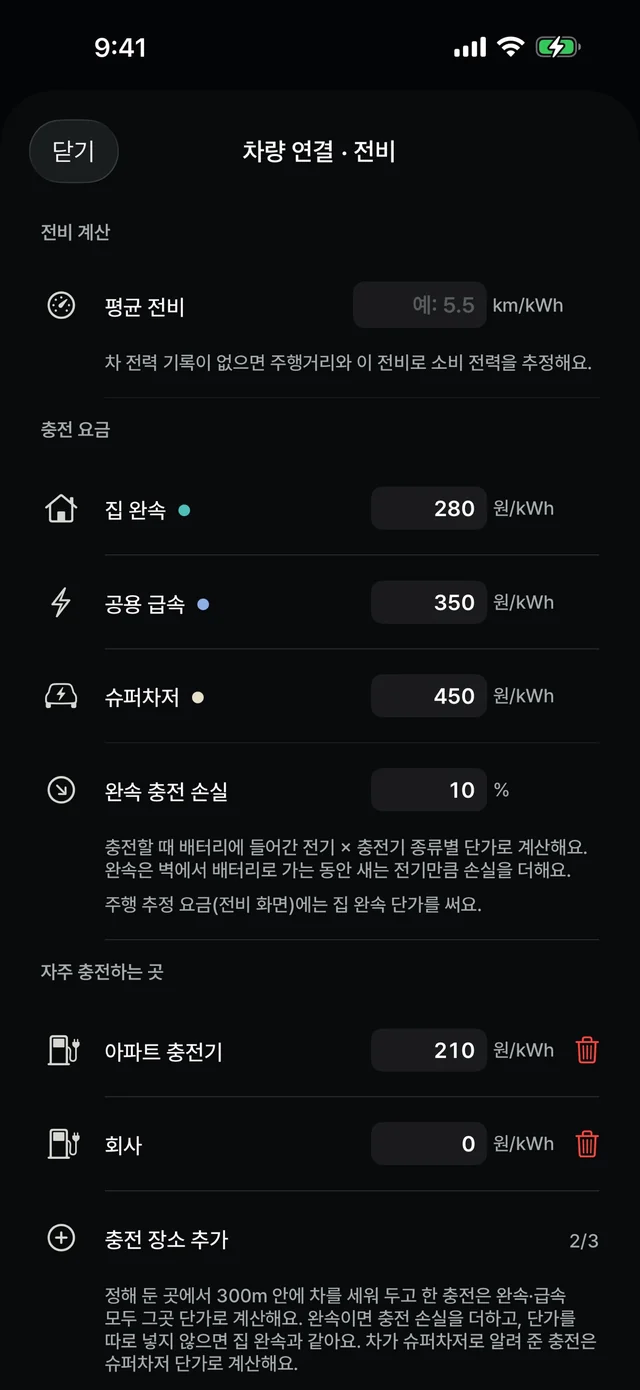 9:41
닫기
차량 연결 · 전비
전비 계산
평균 전비 예: 5.5 km/kWh
차 전력 기록이 없으면 주행거리와 이 전비로 소비 전력을 추정해요.
충전 요금
집 완속 280 원/kWh
공용 급속 350 원/kWh
슈퍼차저 450 원/kWh
완속 충전 손실 10 %
충전할 때 배터리에 들어간 전기 × 충전기 종류별 단가로 계산해요.
완속은 벽에서 배터리로 가는 동안 새는 전기만큼 손실을 더해요.
주행 추정 요금(전비 화면)에는 집 완속 단가를 써요.
자주 충전하는 곳
아파트 충전기 210 원/kWh
회사 0 원/kWh
충전 장소 추가 2/3
정해 둔 곳에서 300m 안에 차를 세워 두고 한 충전은 완속·급속
모두 그곳 단가로 계산해요. 완속이면 충전 손실을 더하고, 단가를
따로 넣지 않으면 집 완속과 같아요. 차가 슈퍼차저로 알려 준 충전은
슈퍼차저 단가로 계산해요.